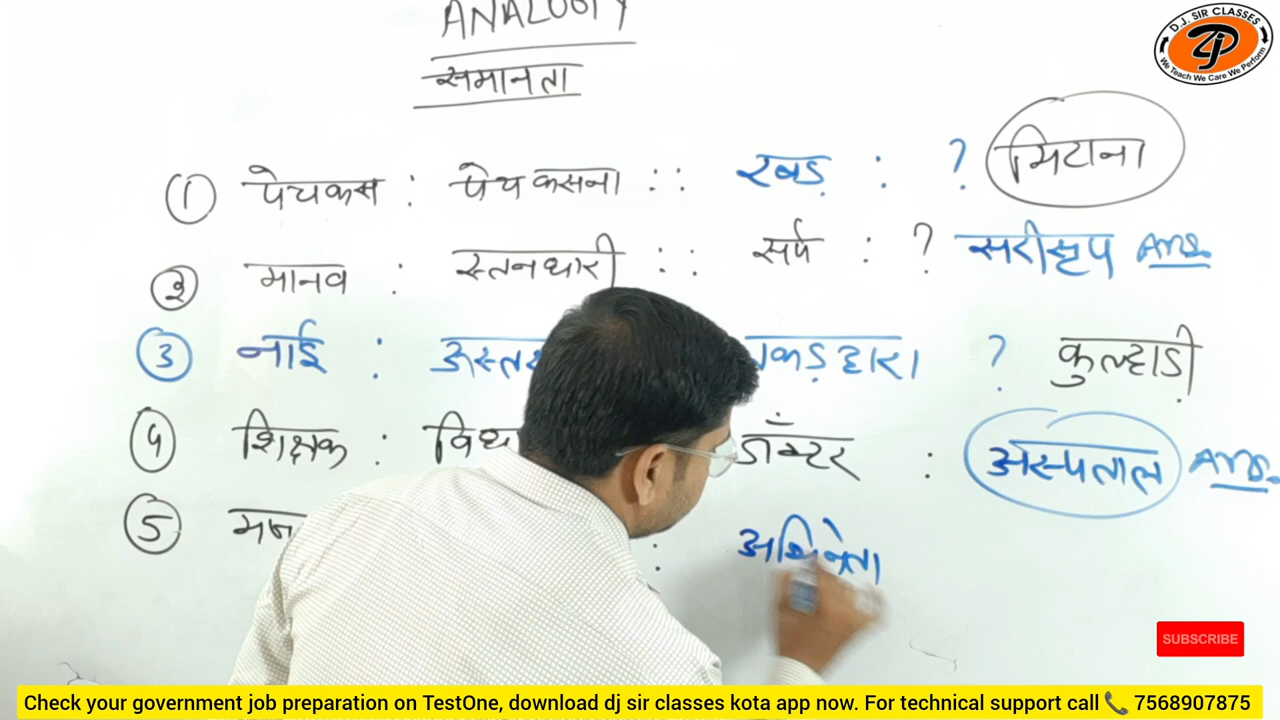 ANALOGY
समानता
D.J. SIR CLASSES
We Teach We Care We Perform
① पेचकस : पेच कसना :: रबड़ : ? मिटाना
② मानव : स्तनधारी :: सर्प : ? सरीसृप Ans.
③ नाई : ? कुल्हाड़ी
④ शिक्षक : डॉक्टर : अस्पताल Ans.
⑤ : अभिनेता
SUBSCRIBE
Check your government job preparation on TestOne, download dj sir classes kota app now. For technical support call 📞 7568907875